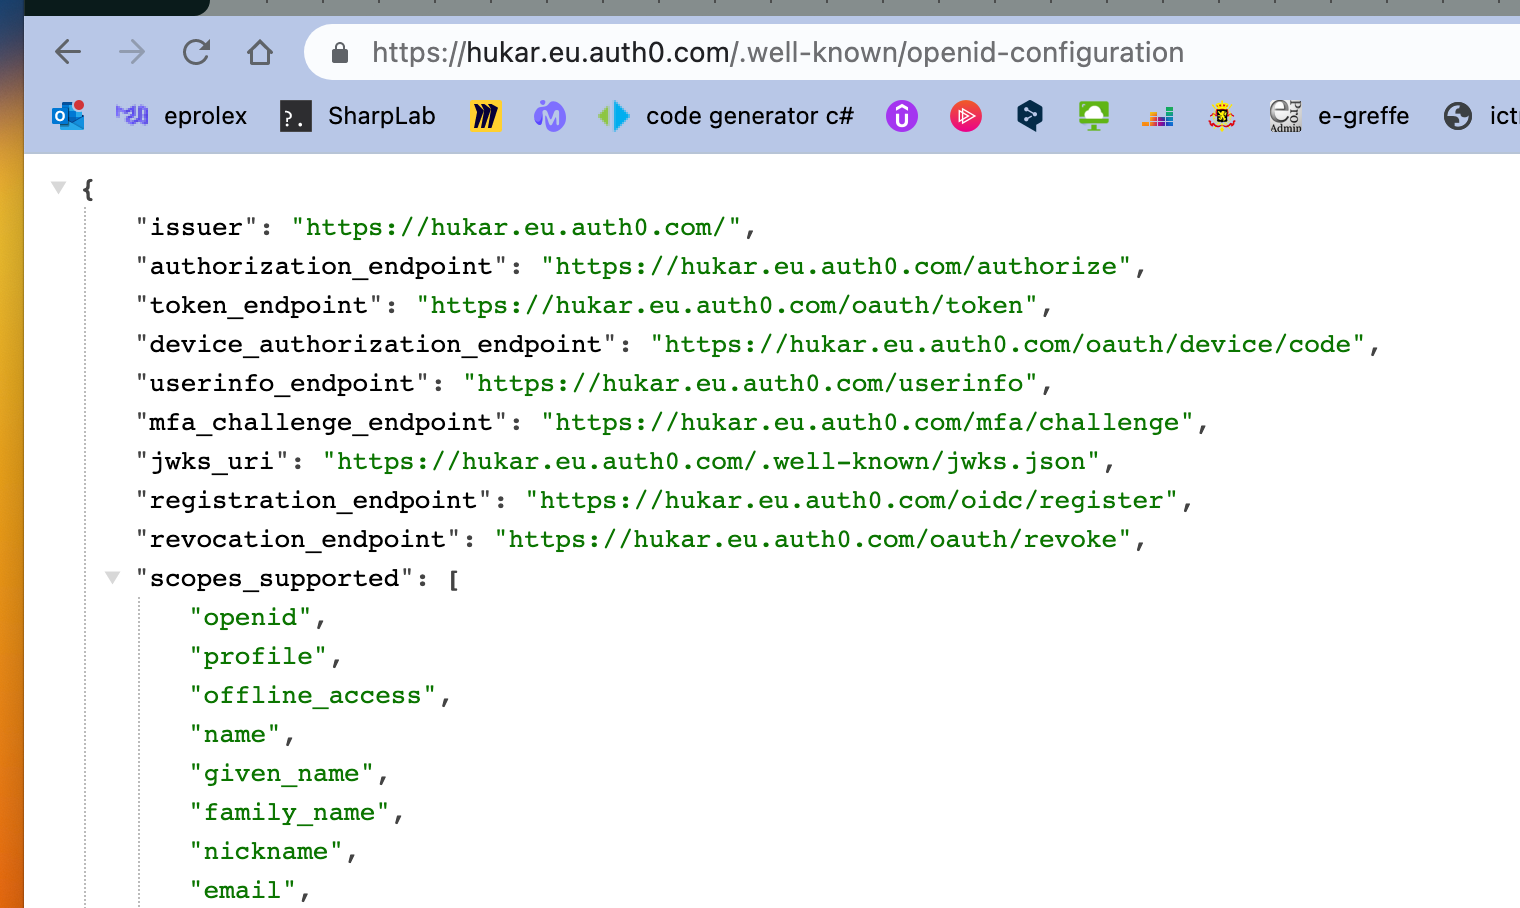 https://hukar.eu.auth0.com/.well-known/openid-configuration
eprolex SharpLab code generator c# e-greffe ict
{
"issuer": "https://hukar.eu.auth0.com/",
"authorization_endpoint": "https://hukar.eu.auth0.com/authorize",
"token_endpoint": "https://hukar.eu.auth0.com/oauth/token",
"device_authorization_endpoint": "https://hukar.eu.auth0.com/oauth/device/code",
"userinfo_endpoint": "https://hukar.eu.auth0.com/userinfo",
"mfa_challenge_endpoint": "https://hukar.eu.auth0.com/mfa/challenge",
"jwks_uri": "https://hukar.eu.auth0.com/.well-known/jwks.json",
"registration_endpoint": "https://hukar.eu.auth0.com/oidc/register",
"revocation_endpoint": "https://hukar.eu.auth0.com/oauth/revoke",
"scopes_supported": [
"openid",
"profile",
"offline_access",
"name",
"given_name",
"family_name",
"nickname",
"email",